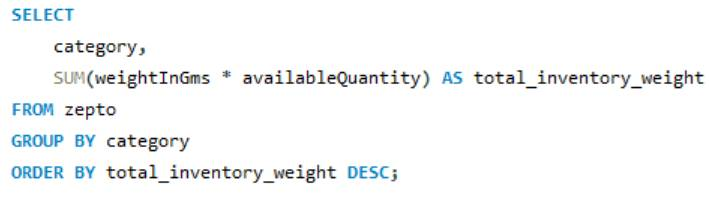 SELECT
    category,
    SUM(weightInGms * availableQuantity) AS total_inventory_weight
FROM zepto
GROUP BY category
ORDER BY total_inventory_weight DESC;